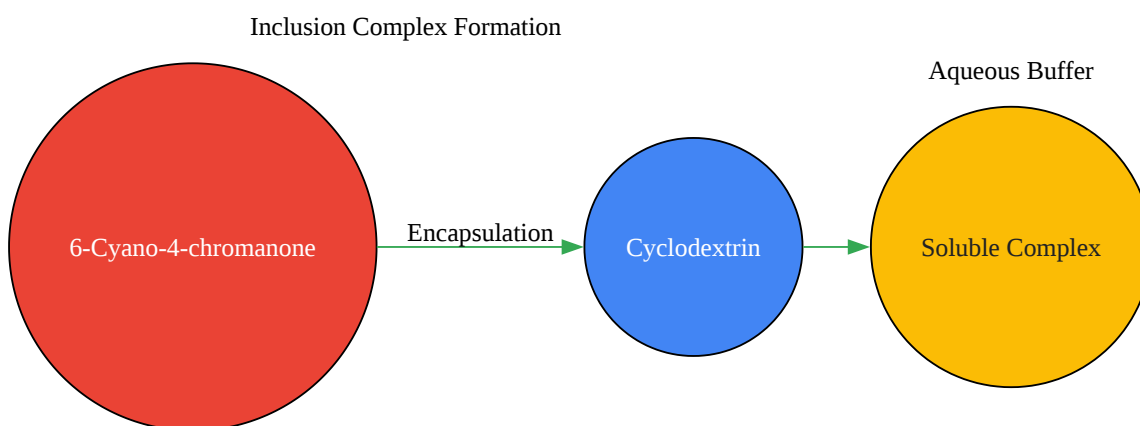 Inclusion Complex Formation
Aqueous Buffer
6-Cyano-4-chromanone
Encapsulation
Cyclodextrin
Soluble Complex